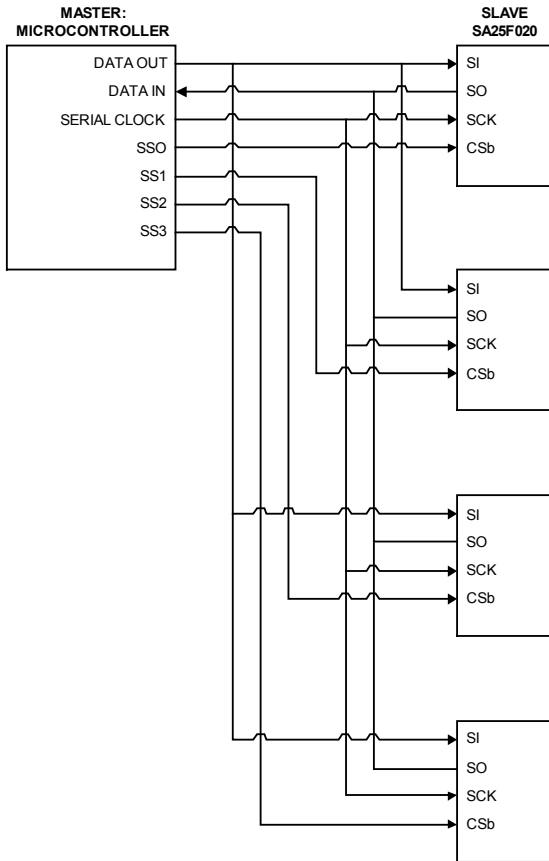 MASTER:
MICROCONTROLLER
DATA OUT
DATA IN
SERIAL CLOCK
SSO
SS1
SS2
SS3
SLAVE
SA25F020
SI
SO
SCK
CSb
SI
SO
SCK
CSb
SI
SO
SCK
CSb
SI
SO
SCK
CSb